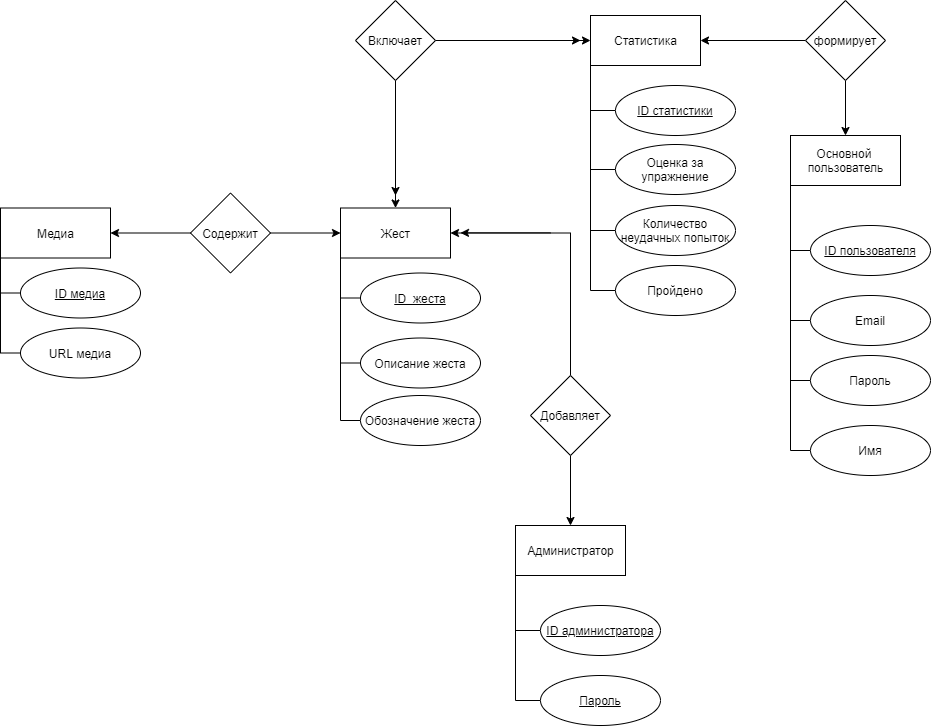 Включает
Статистика
формирует
ID статистики
Оценка за
упражнение
Количество
неудачных попыток
Пройдено
Основной
пользователь
ID пользователя
Email
Пароль
Имя
Медиа
Содержит
Жест
ID медиа
URL медиа
ID жеста
Описание жеста
Обозначение жеста
Добавляет
Администратор
ID администратора
Пароль